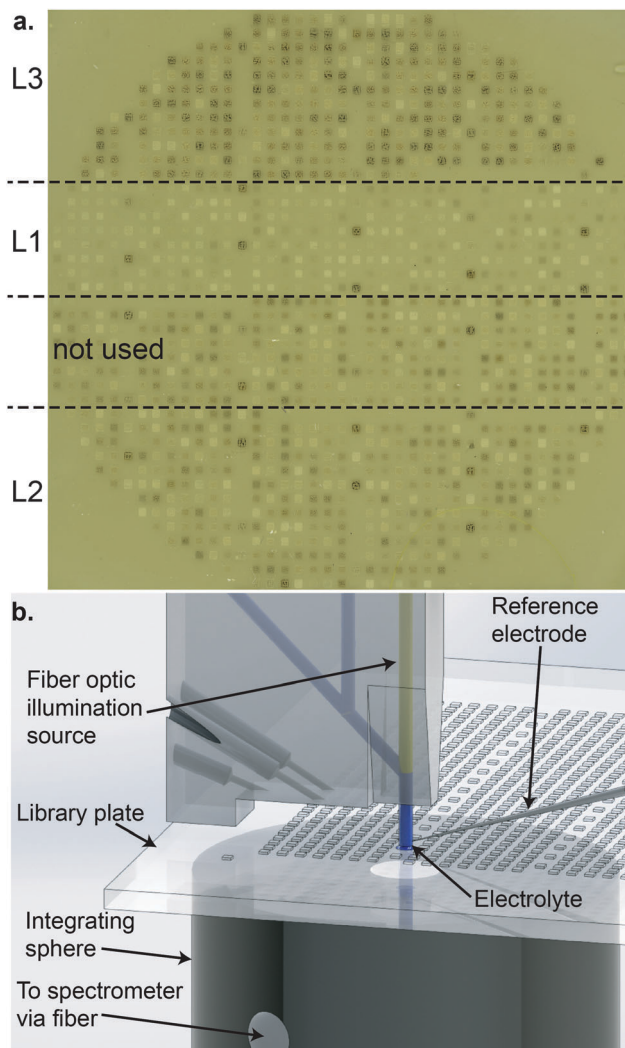 a.
L3
L1
not used
L2
b.
Reference
electrode
Fiber optic
illumination
source
Library plate
Electrolyte
Integrating
sphere
To spectrometer
via fiber